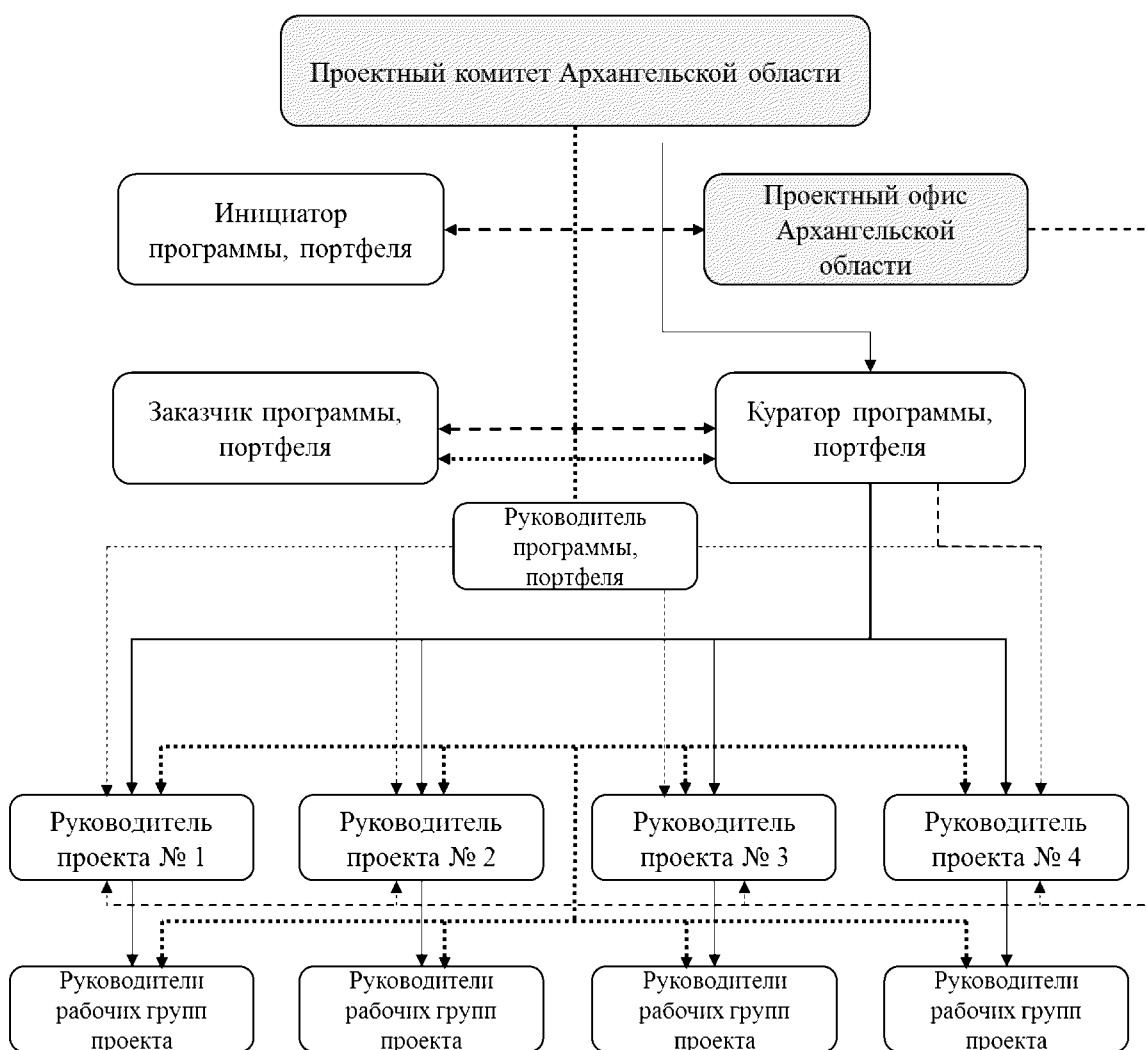 Проектный комитет Архангельской области
Инициатор
программы, портфеля
Проектный офис
Архангельской
области
Заказчик программы,
портфеля
Куратор программы,
портфеля
Руководитель
программы,
портфеля
Руководитель
проекта № 1
Руководитель
проекта № 2
Руководитель
проекта № 3
Руководитель
проекта № 4
Руководители
рабочих групп
проекта
Руководители
рабочих групп
проекта
Руководители
рабочих групп
проекта
Руководители
рабочих групп
проекта